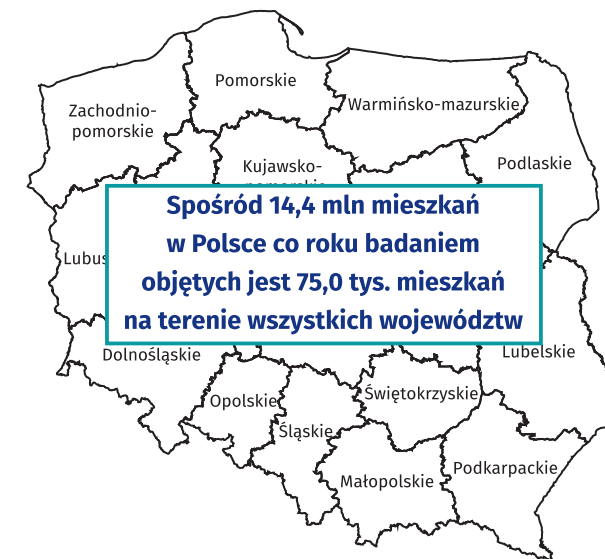 Pomorskie
Zachodnio-
pomorskie
Warmińsko-mazurskie
Kujawsko-
Podlaskie
Spośród 14,4 mln mieszkań
w Polsce co roku badaniem
objętych jest 75,0 tys. mieszkań
na terenie wszystkich województw
Dolnośląskie
Lubelskie
Opolskie
Świętokrzyskie
Śląskie
Małopolskie
Podkarpackie